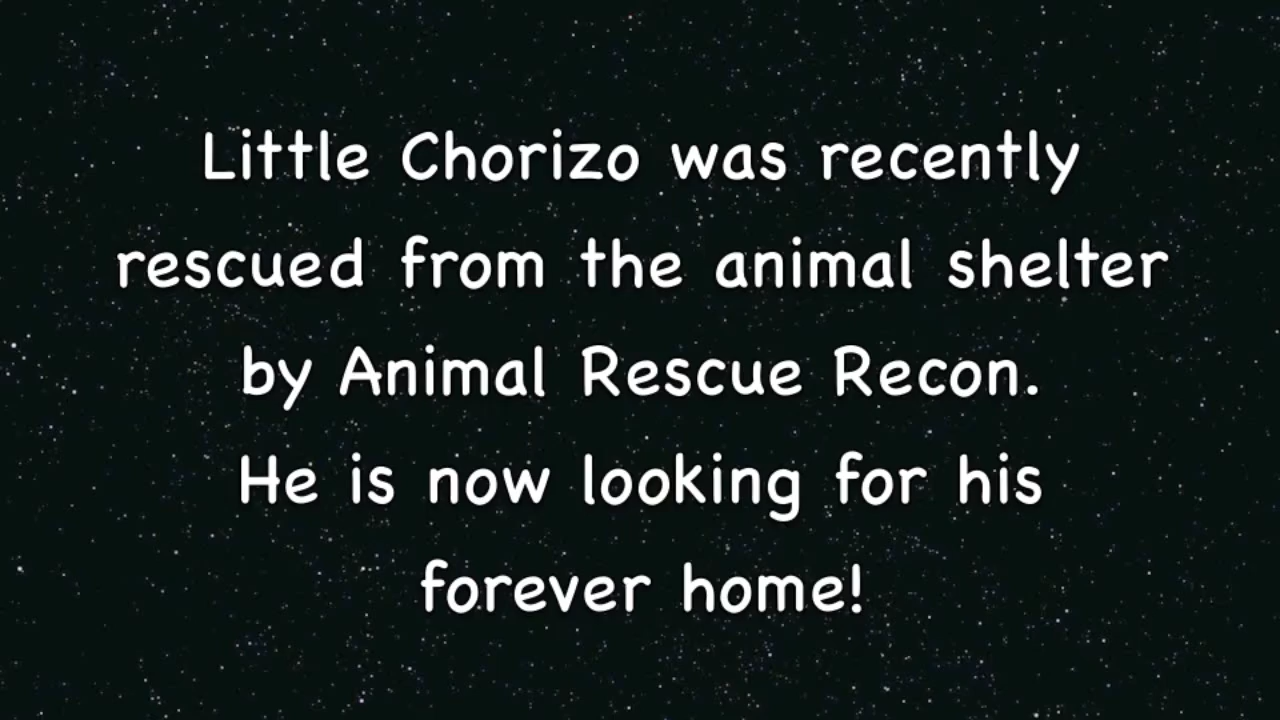 Little Chorizo was recently
rescued from the animal shelter
by Animal Rescue Recon.
He is now looking for his
forever home!